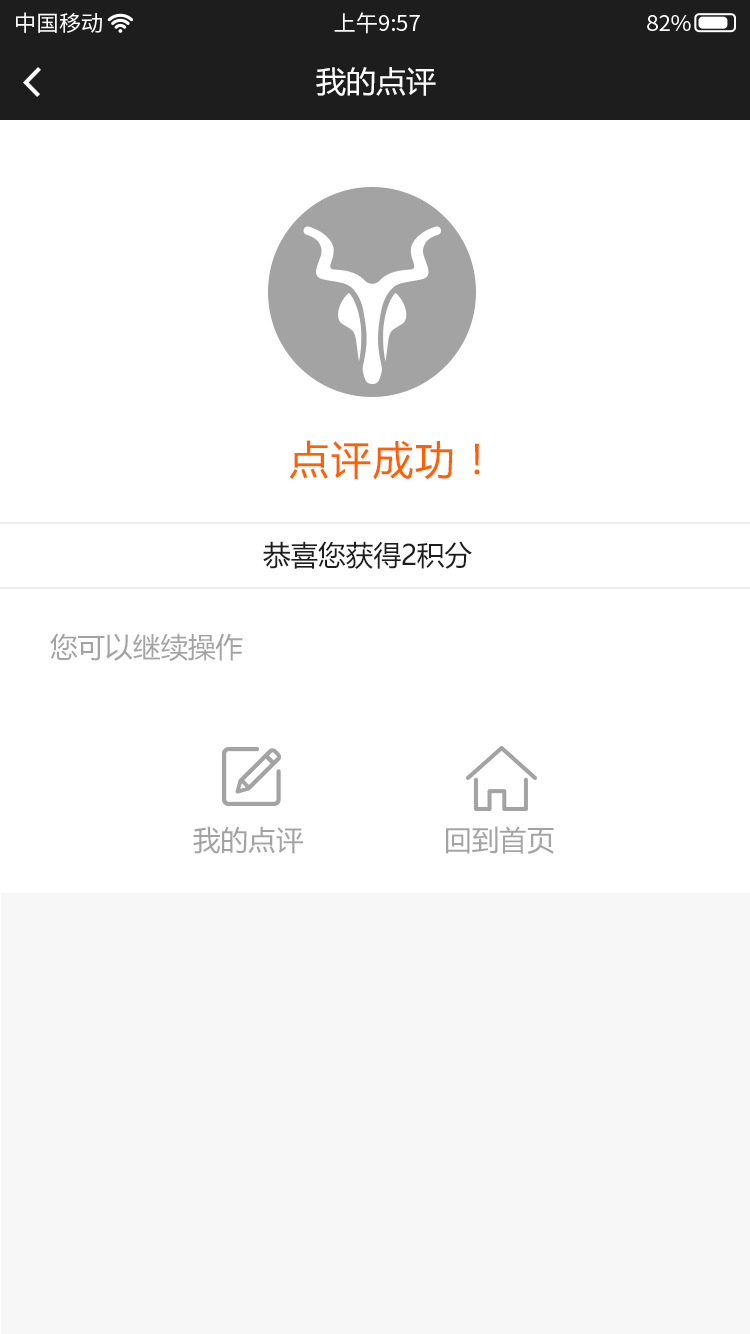 中国移动 上午9:57 82%
我的点评
点评成功！
恭喜您获得2积分
您可以继续操作
我的点评 回到首页